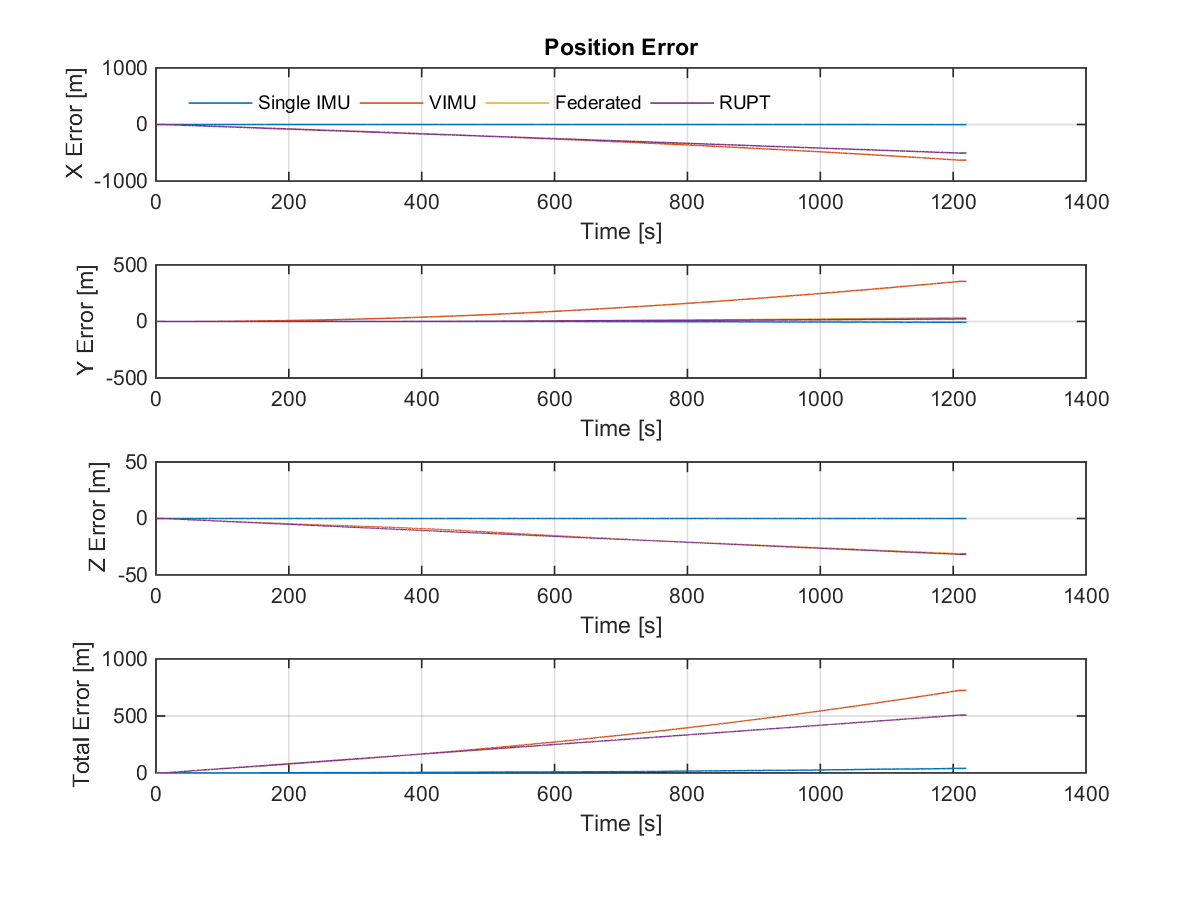 Position Error
1000
0
-1000
X Error [m]
Single IMU VIMU Federated RUPT
0 200 400 600 800 1000 1200 1400
Time [s]
500
0
-500
Y Error [m]
0 200 400 600 800 1000 1200 1400
Time [s]
50
0
-50
Z Error [m]
0 200 400 600 800 1000 1200 1400
Time [s]
1000
500
0
Total Error [m]
0 200 400 600 800 1000 1200 1400
Time [s]